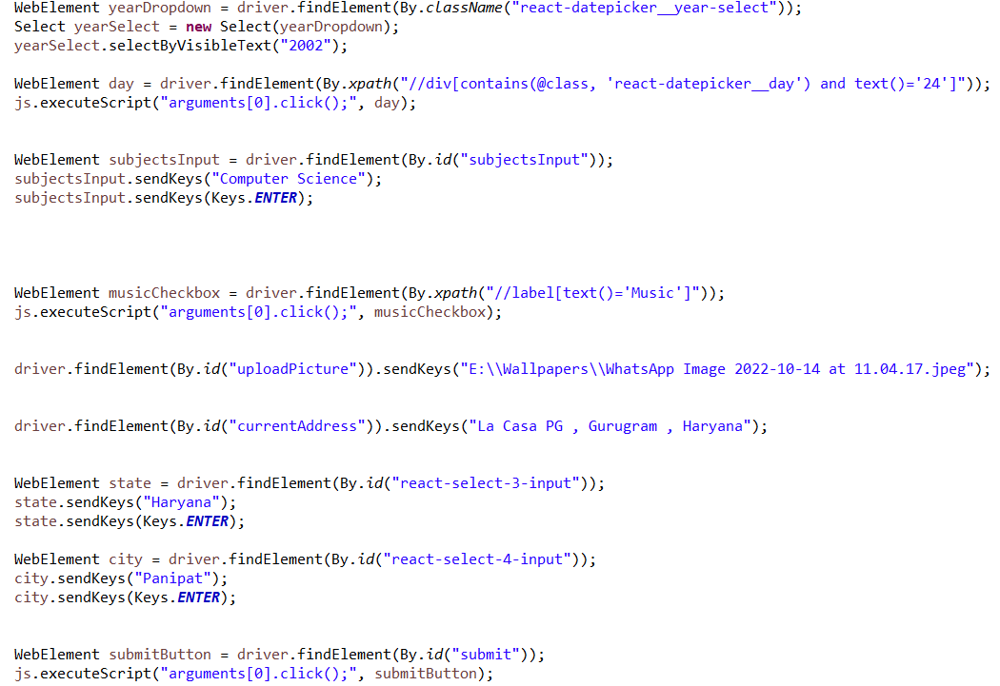 WebElement yearDropdown = driver.findElement(By.className("react-datepicker__year-select"));
Select yearSelect = new Select(yearDropdown);
yearSelect.selectByVisibleText("2002");
WebElement day = driver.findElement(By.xpath("//div[contains(@class, 'react-datepicker__day') and text()='24']"));
js.executeScript("arguments[0].click();", day);
WebElement subjectsInput = driver.findElement(By.id("subjectsInput"));
subjectsInput.sendKeys("Computer Science");
subjectsInput.sendKeys(Keys.ENTER);
WebElement musicCheckbox = driver.findElement(By.xpath("//label[text()='Music']"));
js.executeScript("arguments[0].click();", musicCheckbox);
driver.findElement(By.id("uploadPicture")).sendKeys("E:\\Wallpapers\\WhatsApp Image 2022-10-14 at 11.04.17.jpeg");
driver.findElement(By.id("currentAddress")).sendKeys("La Casa PG , Gurugram , Haryana");
WebElement state = driver.findElement(By.id("react-select-3-input"));
state.sendKeys("Haryana");
state.sendKeys(Keys.ENTER);
WebElement city = driver.findElement(By.id("react-select-4-input"));
city.sendKeys("Panipat");
city.sendKeys(Keys.ENTER);
WebElement submitButton = driver.findElement(By.id("submit"));
js.executeScript("arguments[0].click();", submitButton);